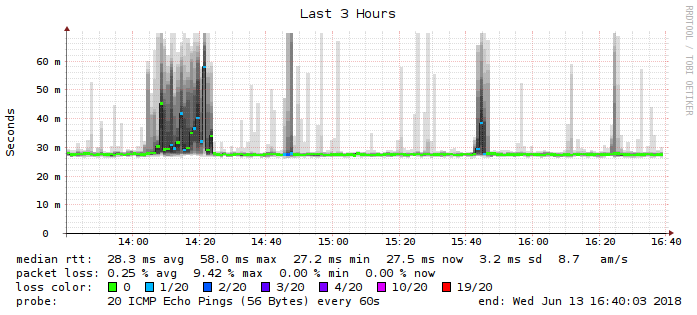 Last 3 Hours
RRDTOOL / TOBI OETIKER
Seconds
60 m
50 m
40 m
30 m
20 m
10 m
0
14:00 14:20 14:40 15:00 15:20 15:40 16:00 16:20 16:40
median rtt: 28.3 ms avg 58.0 ms max 27.2 ms min 27.5 ms now 3.2 ms sd 8.7 am/s
packet loss: 0.25 % avg 9.42 % max 0.00 % min 0.00 % now
loss color: 0 1/20 2/20 3/20 4/20 10/20 19/20
probe: 20 ICMP Echo Pings (56 Bytes) every 60s end: Wed Jun 13 16:40:03 2018